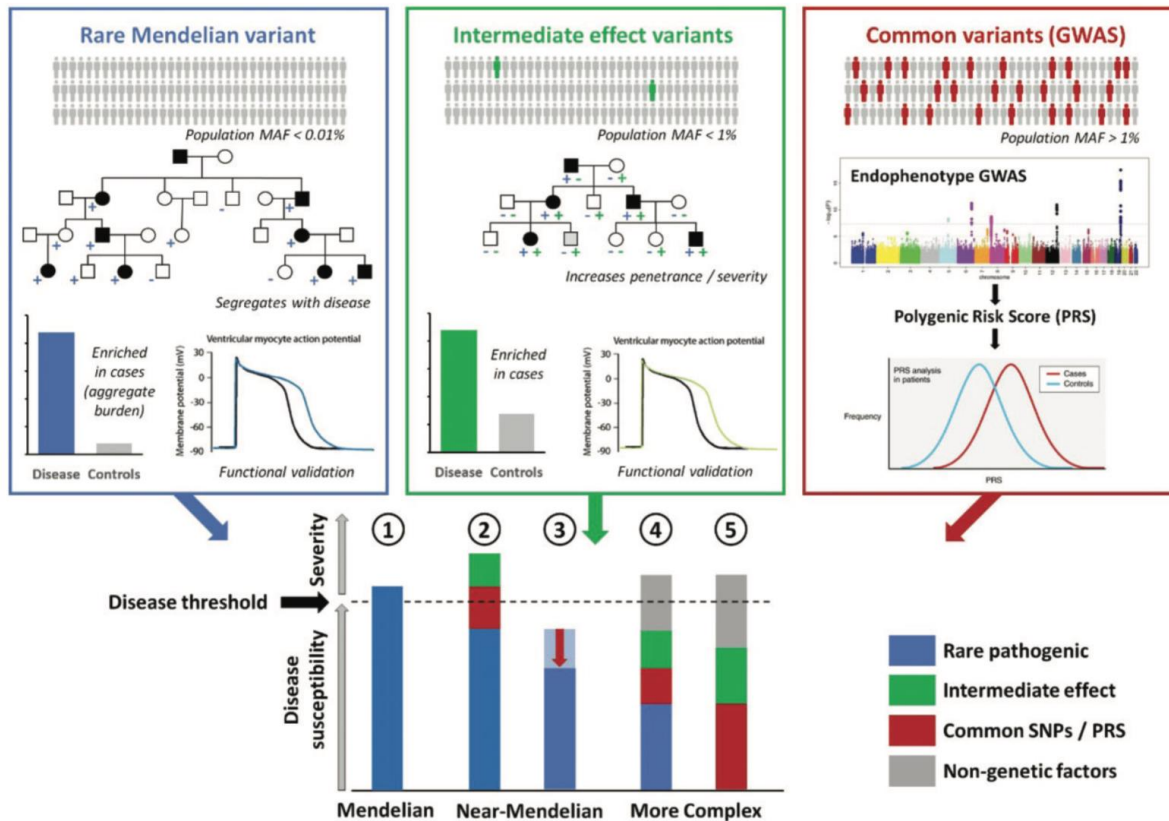 Rare Mendelian variant
Population MAF < 0.01%
+
-
+
+
+
+
+
+
+
-
-
+
+
Segregates with disease
Enriched
in cases
(aggregate
burden)
Disease Controls
Ventricular myocyte action potential
Membrane potential (mV)
30
0
-30
-60
-90
Functional validation
Intermediate effect variants
Population MAF < 1%
+ -
- +
- -
+ +
- +
+ +
- -
+ +
- +
- -
- +
+ +
Increases penetrance / severity
Enriched
in cases
Disease Controls
Ventricular myocyte action potential
Membrane potential (mV)
30
0
-30
-60
-90
Functional validation
Common variants (GWAS)
Population MAF > 1%
Endophenotype GWAS
chromosome
Polygenic Risk Score (PRS)
PRS analysis
in patients
Cases
Controls
Frequency
PRS
Severity
Disease threshold
Disease
susceptibility
1 2 3 4 5
Mendelian Near-Mendelian More Complex
Rare pathogenic
Intermediate effect
Common SNPs / PRS
Non-genetic factors